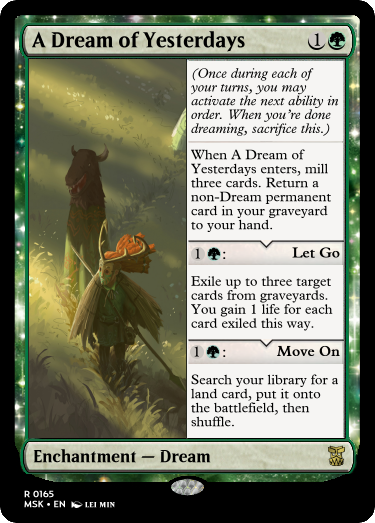 A Dream of Yesterdays 1
(Once during each of
your turns, you may
activate the next ability in
order. When you're done
dreaming, sacrifice this.)
When A Dream of
Yesterdays enters, mill
three cards. Return a
non-Dream permanent
card in your graveyard
to your hand.
1 : Let Go
Exile up to three target
cards from graveyards.
You gain 1 life for each
card exiled this way.
1 : Move On
Search your library for a
land card, put it onto
the battlefield, then
shuffle.
Enchantment — Dream
R 0165
MSK • EN LEI MIN